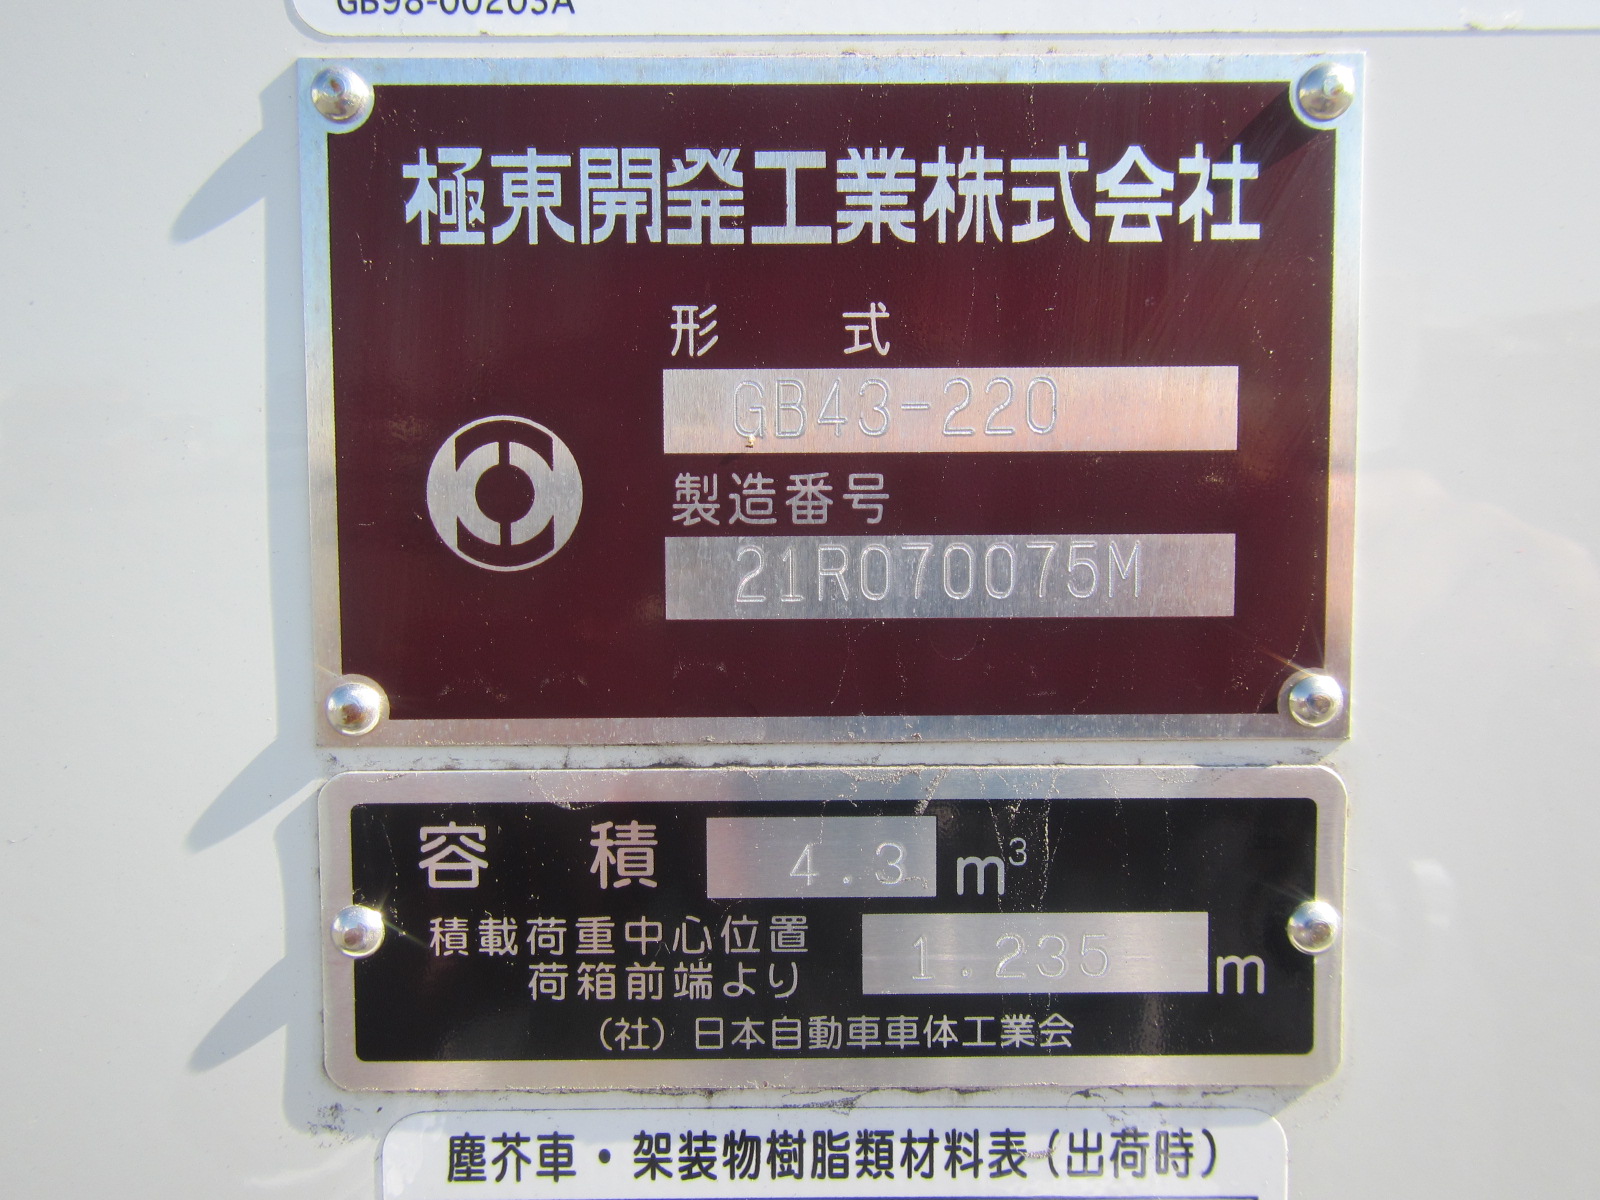 GB98-00203A
極東開発工業株式会社
形式
GB43-220
製造番号
21R070075M
容積 4.3 m³
積載荷重中心位置
荷箱前端より 1.235 m
（社）日本自動車車体工業会
塵芥車・架装物樹脂類材料表（出荷時）